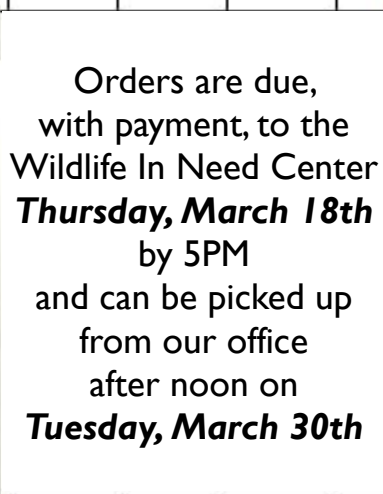 Orders are due,
with payment, to the
Wildlife In Need Center
Thursday, March 18th
by 5PM
and can be picked up
from our office
after noon on
Tuesday, March 30th